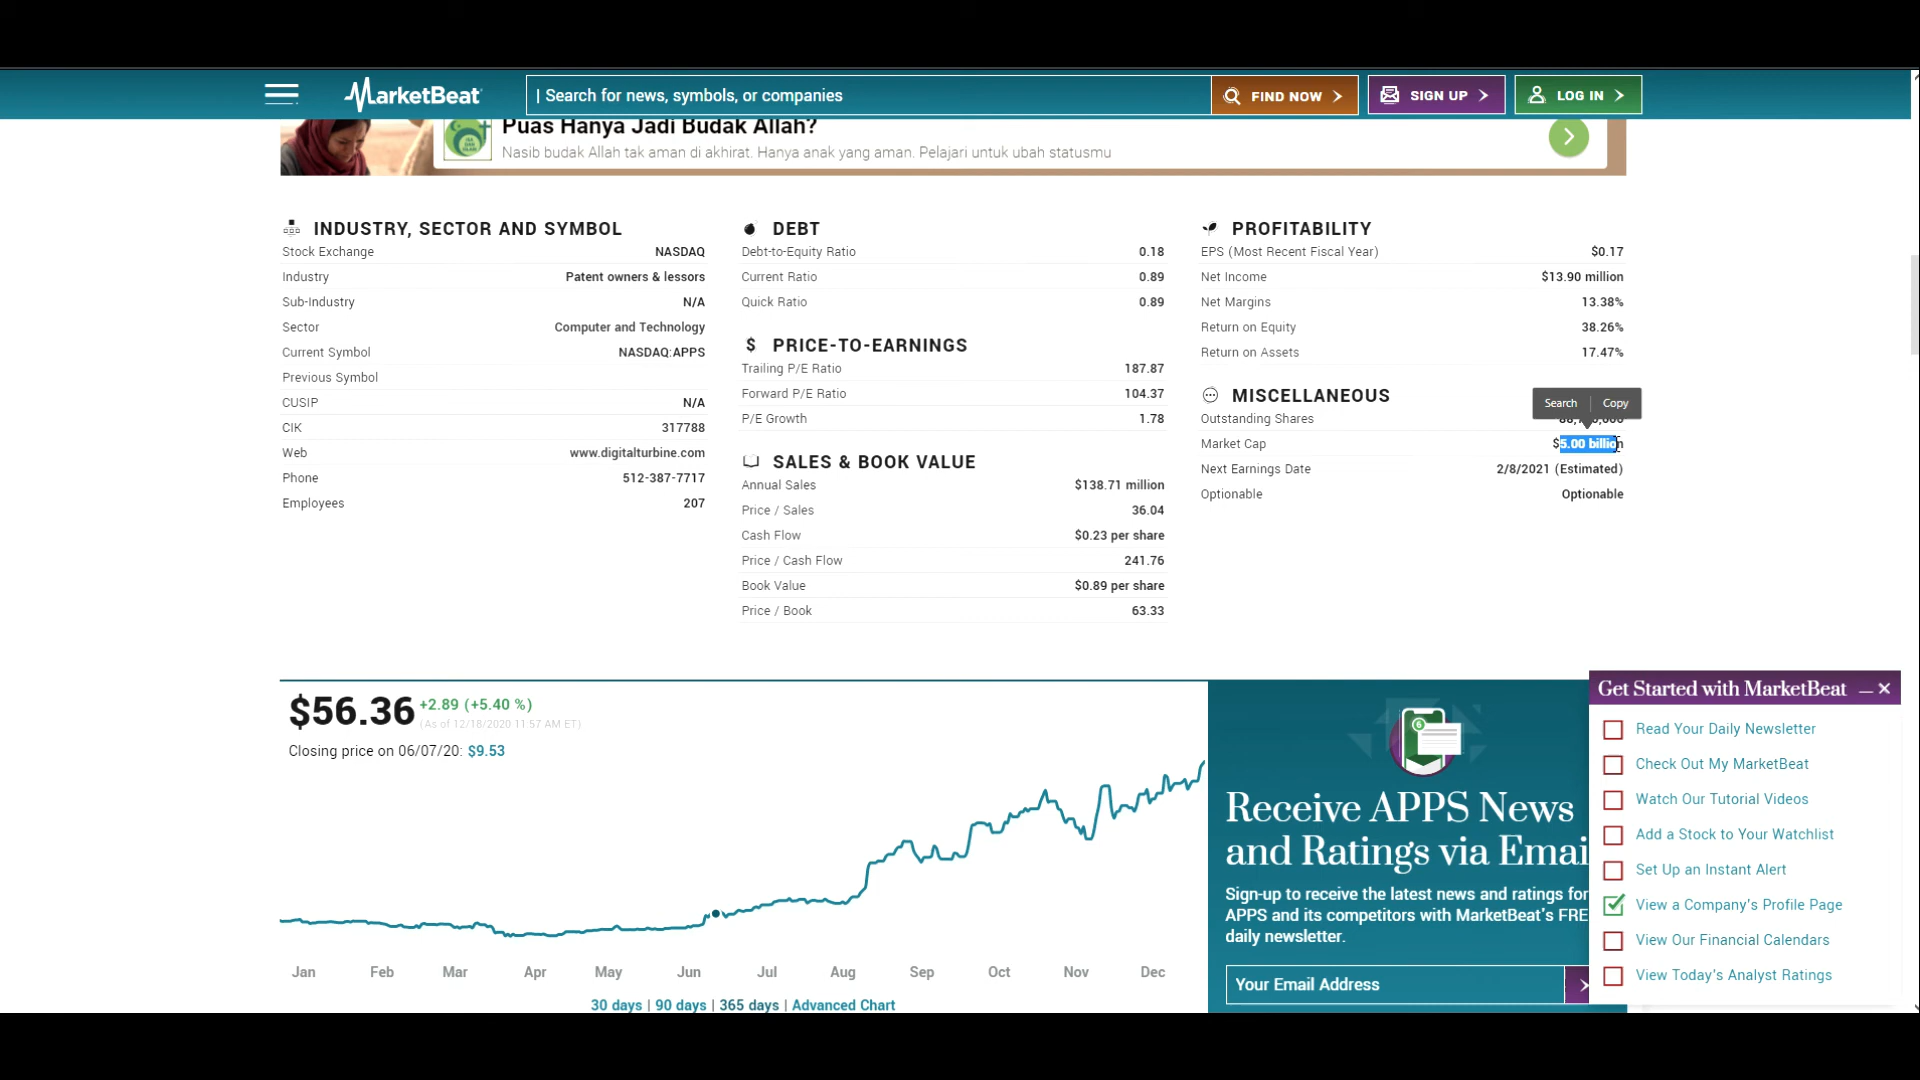 MarketBeat
| Search for news, symbols, or companies
FIND NOW
SIGN UP
LOG IN
Puas Hanya Jadi Budak Allah?
Nasib budak Allah tak aman di akhirat. Hanya anak yang aman. Pelajari untuk ubah statusmu
INDUSTRY, SECTOR AND SYMBOL
Stock Exchange NASDAQ
Industry Patent owners & lessors
Sub-Industry N/A
Sector Computer and Technology
Current Symbol NASDAQ:APPS
Previous Symbol
CUSIP N/A
CIK 317788
Web www.digitalturbine.com
Phone 512-387-7717
Employees 207
DEBT
Debt-to-Equity Ratio 0.18
Current Ratio 0.89
Quick Ratio 0.89
$ PRICE-TO-EARNINGS
Trailing P/E Ratio 187.87
Forward P/E Ratio 104.37
P/E Growth 1.78
SALES & BOOK VALUE
Annual Sales $138.71 million
Price / Sales 36.04
Cash Flow $0.23 per share
Price / Cash Flow 241.76
Book Value $0.89 per share
Price / Book 63.33
PROFITABILITY
EPS (Most Recent Fiscal Year) $0.17
Net Income $13.90 million
Net Margins 13.38%
Return on Equity 38.26%
Return on Assets 17.47%
MISCELLANEOUS
Search Copy
Outstanding Shares
Market Cap $5.00 billion
Next Earnings Date 2/8/2021 (Estimated)
Optionable Optionable
$56.36 +2.89 (+5.40 %)
(As of 12/18/2020 11:57 AM ET)
Closing price on 06/07/20: $9.53
Jan Feb Mar Apr May Jun Jul Aug Sep Oct Nov Dec
30 days | 90 days | 365 days | Advanced Chart
6
Receive APPS News
and Ratings via Emai
Sign-up to receive the latest news and ratings for
APPS and its competitors with MarketBeat's FRE
daily newsletter.
Your Email Address
Get Started with MarketBeat
Read Your Daily Newsletter
Check Out My MarketBeat
Watch Our Tutorial Videos
Add a Stock to Your Watchlist
Set Up an Instant Alert
View a Company's Profile Page
View Our Financial Calendars
View Today's Analyst Ratings